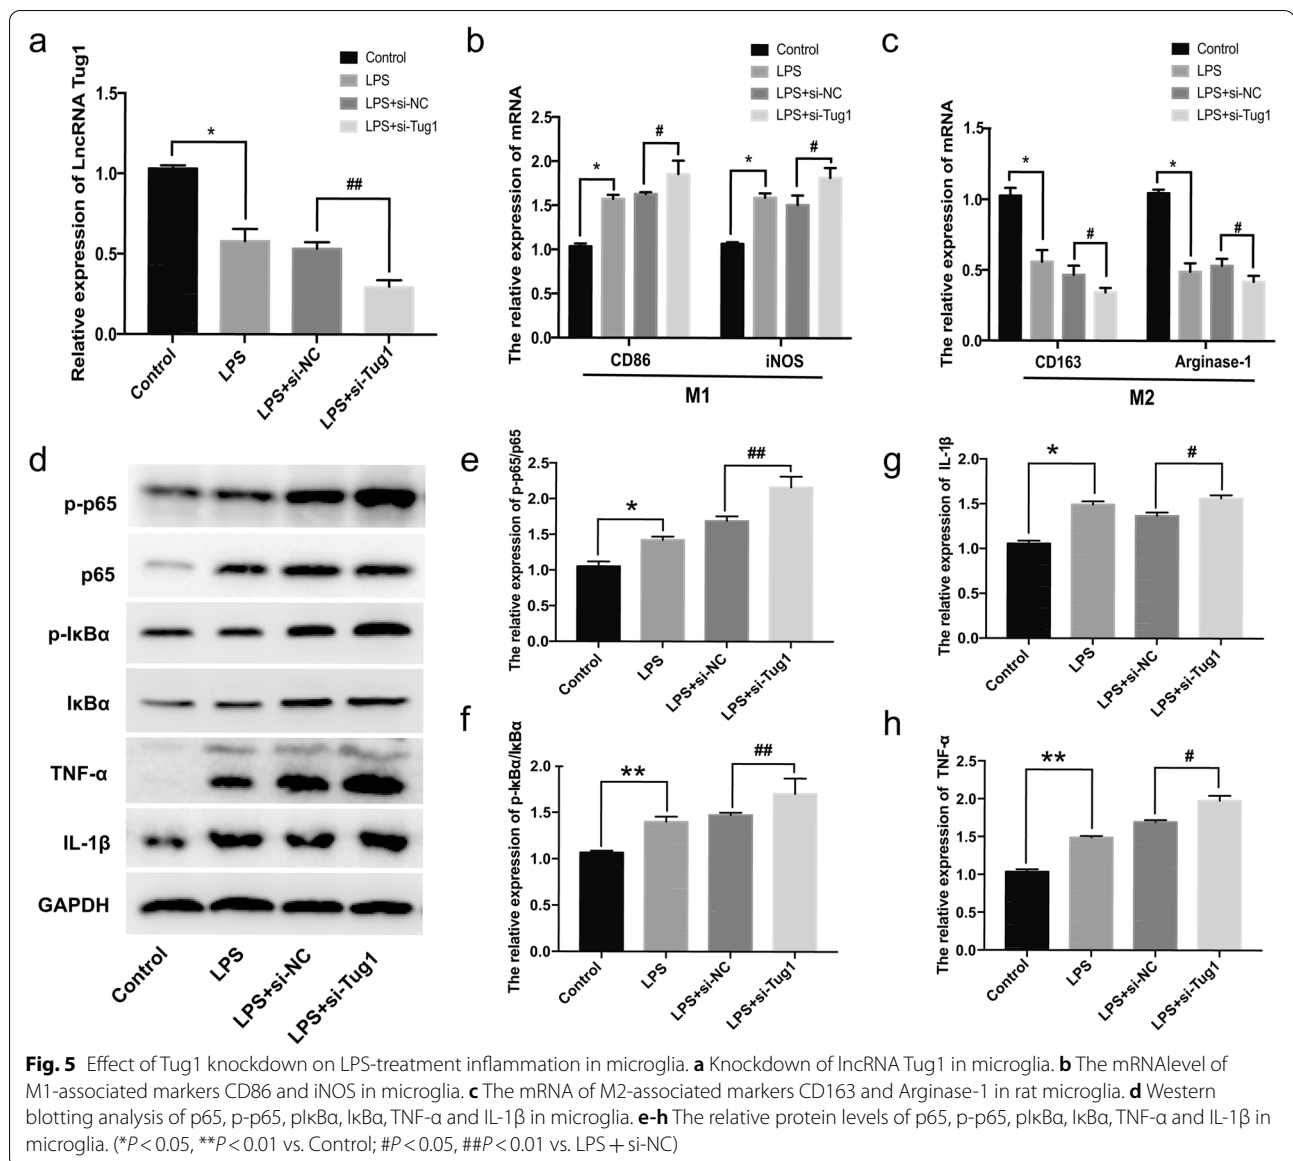 a
Relative expression of LncRNA Tug1
Control
LPS
LPS+si-NC
LPS+si-Tug1
1.5
1.0
0.5
0.0
*
##
Control
LPS
LPS+si-NC
LPS+si-Tug1
b
The relative expression of mRNA
Control
LPS
LPS+si-NC
LPS+si-Tug1
2.5
2.0
1.5
1.0
0.5
0.0
*
#
*
#
CD86
iNOS
M1
c
The relative expression of mRNA
Control
LPS
LPS+si-NC
LPS+si-Tug1
1.5
1.0
0.5
0.0
*
#
*
#
CD163
Arginase-1
M2
d
p-p65
p65
p-IκBα
IκBα
TNF-α
IL-1β
GAPDH
Control
LPS
LPS+si-NC
LPS+si-Tug1
e
The relative expression of p-p65/p65
2.5
2.0
1.5
1.0
0.5
0.0
*
##
Control
LPS
LPS+si-NC
LPS+si-Tug1
f
The relative expression of p-IκBα/IκBα
2.0
1.5
1.0
0.5
0.0
**
##
Control
LPS
LPS+si-NC
LPS+si-Tug1
g
The relative expression of IL-1β
2.0
1.5
1.0
0.5
0.0
*
#
Control
LPS
LPS+si-NC
LPS+si-Tug1
h
The relative expression of TNF-α
2.5
2.0
1.5
1.0
0.5
0.0
**
#
Control
LPS
LPS+si-NC
LPS+si-Tug1
Fig. 5 Effect of Tug1 knockdown on LPS-treatment inflammation in microglia. a Knockdown of lncRNA Tug1 in microglia. b The mRNAlevel of
M1-associated markers CD86 and iNOS in microglia. c The mRNA of M2-associated markers CD163 and Arginase-1 in rat microglia. d Western
blotting analysis of p65, p-p65, pIκBα, IκBα, TNF-α and IL-1β in microglia. e-h The relative protein levels of p65, p-p65, pIκBα, IκBα, TNF-α and IL-1β in
microglia. (*P < 0.05, **P < 0.01 vs. Control; #P < 0.05, ##P < 0.01 vs. LPS + si-NC)